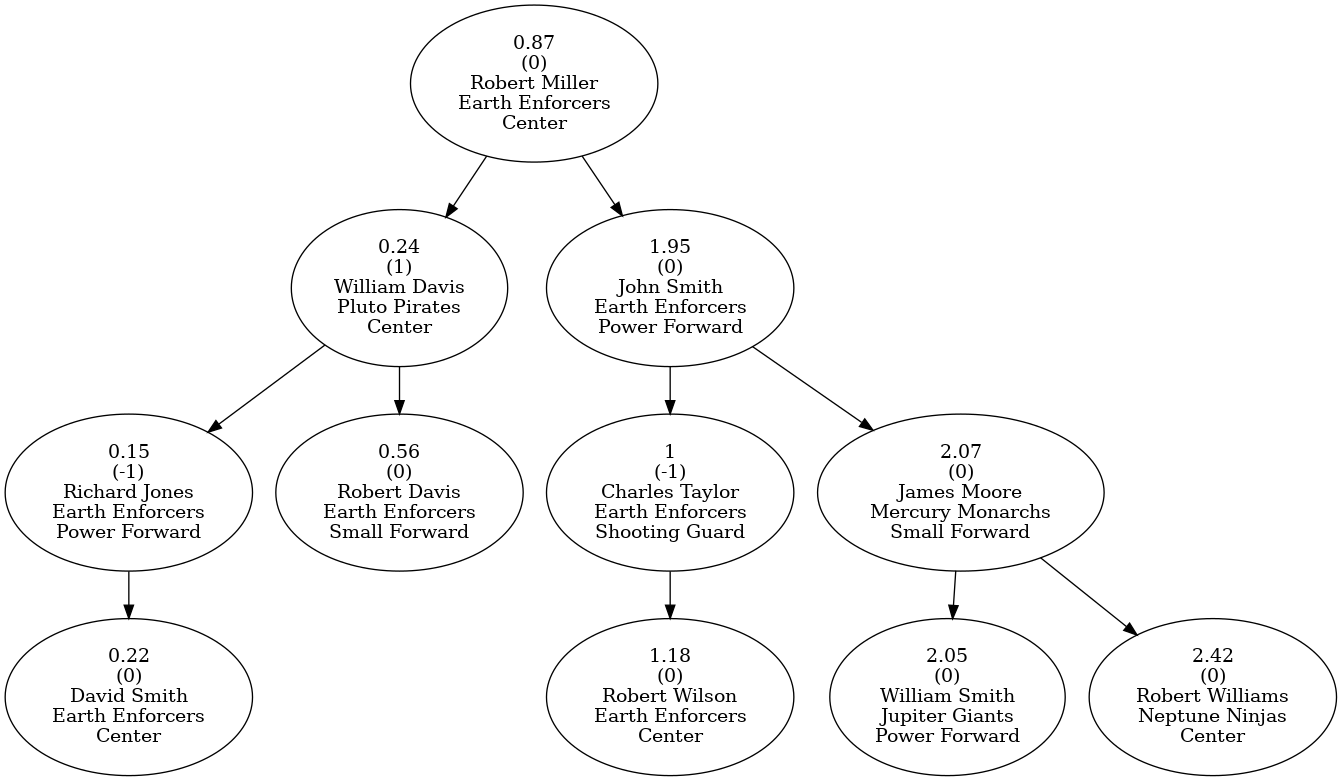 0.87
(0)
Robert Miller
Earth Enforcers
Center
0.24
(1)
William Davis
Pluto Pirates
Center
1.95
(0)
John Smith
Earth Enforcers
Power Forward
0.15
(-1)
Richard Jones
Earth Enforcers
Power Forward
0.56
(0)
Robert Davis
Earth Enforcers
Small Forward
1
(-1)
Charles Taylor
Earth Enforcers
Shooting Guard
2.07
(0)
James Moore
Mercury Monarchs
Small Forward
0.22
(0)
David Smith
Earth Enforcers
Center
1.18
(0)
Robert Wilson
Earth Enforcers
Center
2.05
(0)
William Smith
Jupiter Giants
Power Forward
2.42
(0)
Robert Williams
Neptune Ninjas
Center